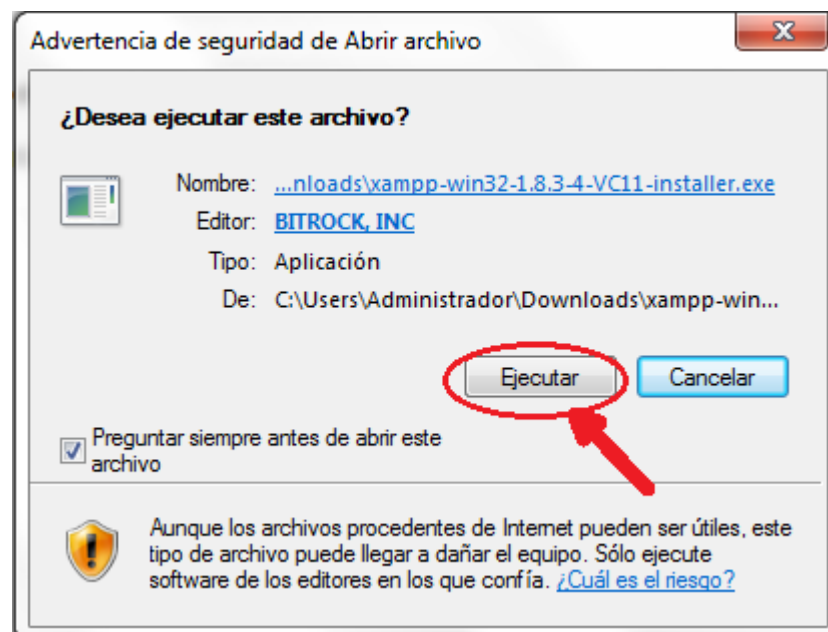 Advertencia de seguridad de Abrir archivo
¿Desea ejecutar este archivo?
Nombre: ...nloads\xampp-win32-1.8.3-4-VC11-installer.exe
Editor: BITROCK, INC
Tipo: Aplicación
De: C:\Users\Administrador\Downloads\xampp-win...
Ejecutar Cancelar
Preguntar siempre antes de abrir este
archivo
Aunque los archivos procedentes de Internet pueden ser útiles, este
tipo de archivo puede llegar a dañar el equipo. Sólo ejecute
software de los editores en los que confía. ¿Cuál es el riesgo?